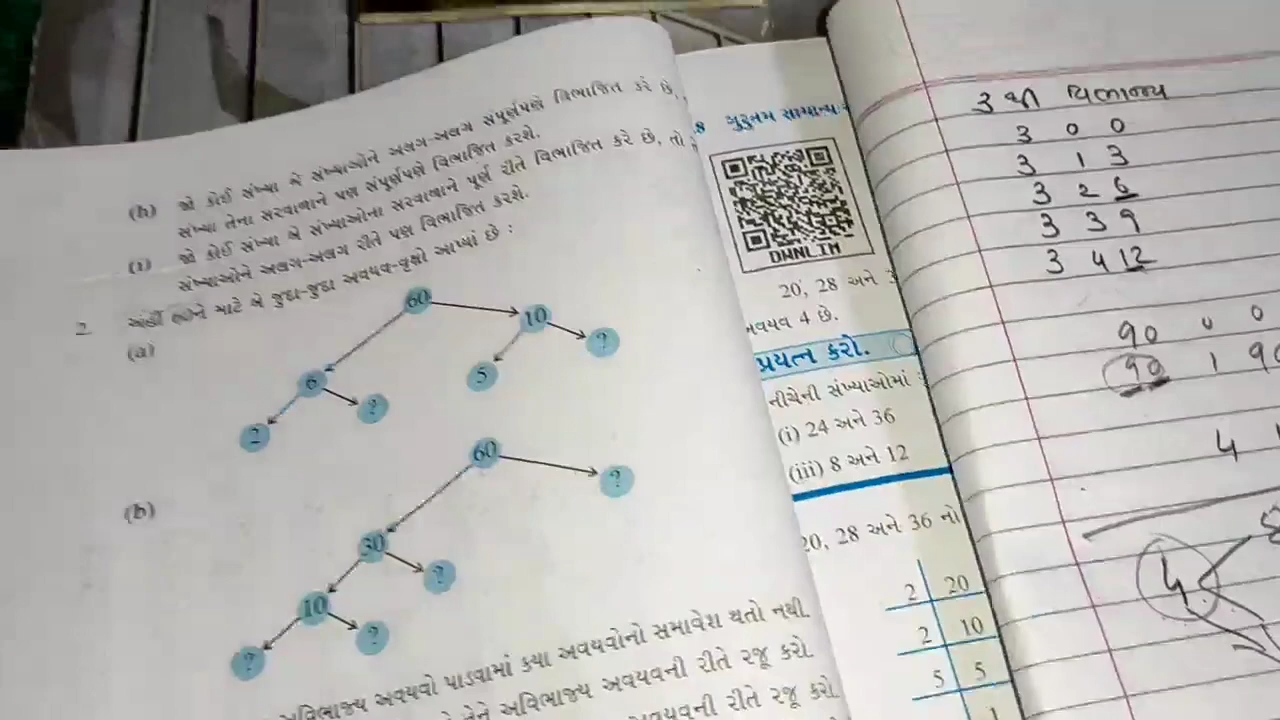 (h) જો કોઈ સંખ્યા બે સંખ્યાઓને અલગ-અલગ સંપૂર્ણપણે વિભાજિત કરે છે,
સંખ્યા તેના સરવાળાને પણ સંપૂર્ણપણે વિભાજિત કરશે.
(i) જો કોઈ સંખ્યા બે સંખ્યાઓના સરવાળાને પૂર્ણ રીતે વિભાજિત કરે છે, તો
સંખ્યાઓને અલગ-અલગ રીતે પણ વિભાજિત કરશે.
2. અહીં 60ને માટે બે જુદા-જુદા અવયવ-વૃક્ષો આપ્યાં છે :
(a)
60
10
?
6
5
2
?
(b)
60
?
30
?
10
?
?
અવિભાજ્ય અવયવો પાડવામાં કયા અવયવોનો સમાવેશ થતો નથી.
તેને અવિભાજ્ય અવયવની રીતે રજૂ કરો.
અવયવની રીતે રજૂ કરો.
.8 ગુરુતમ સામાન્ય
DWNLIM
20, 28 અને 3
અવયવ 4 છે.
પ્રયત્ન કરો.
નીચેની સંખ્યાઓમાં
(i) 24 અને 36
(iii) 8 અને 12
20, 28 અને 36 નો
2 20
2 10
5 5
1
3 થી વિભાજ્ય
3 0 0
3 1 3
3 2 6
3 3 9
3 4 12
90 0 0
90 1 90